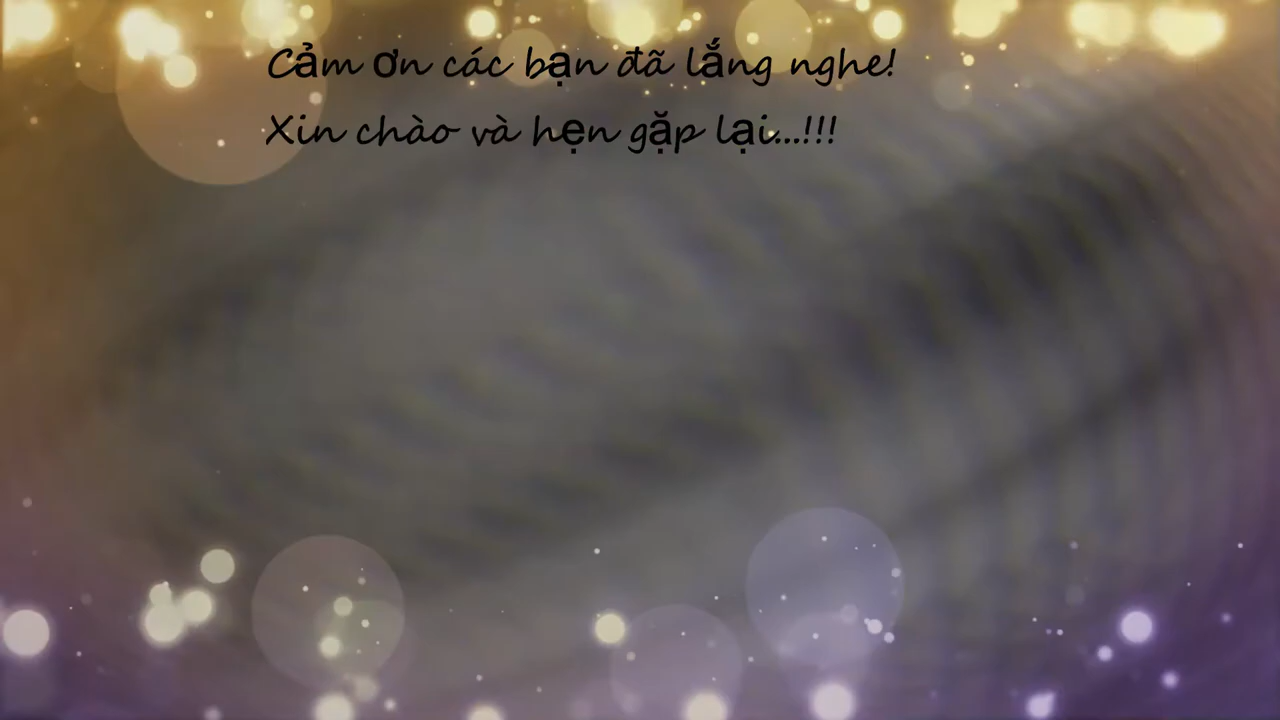 Cảm ơn các bạn đã lắng nghe!
Xin chào và hẹn gặp lại...!!!